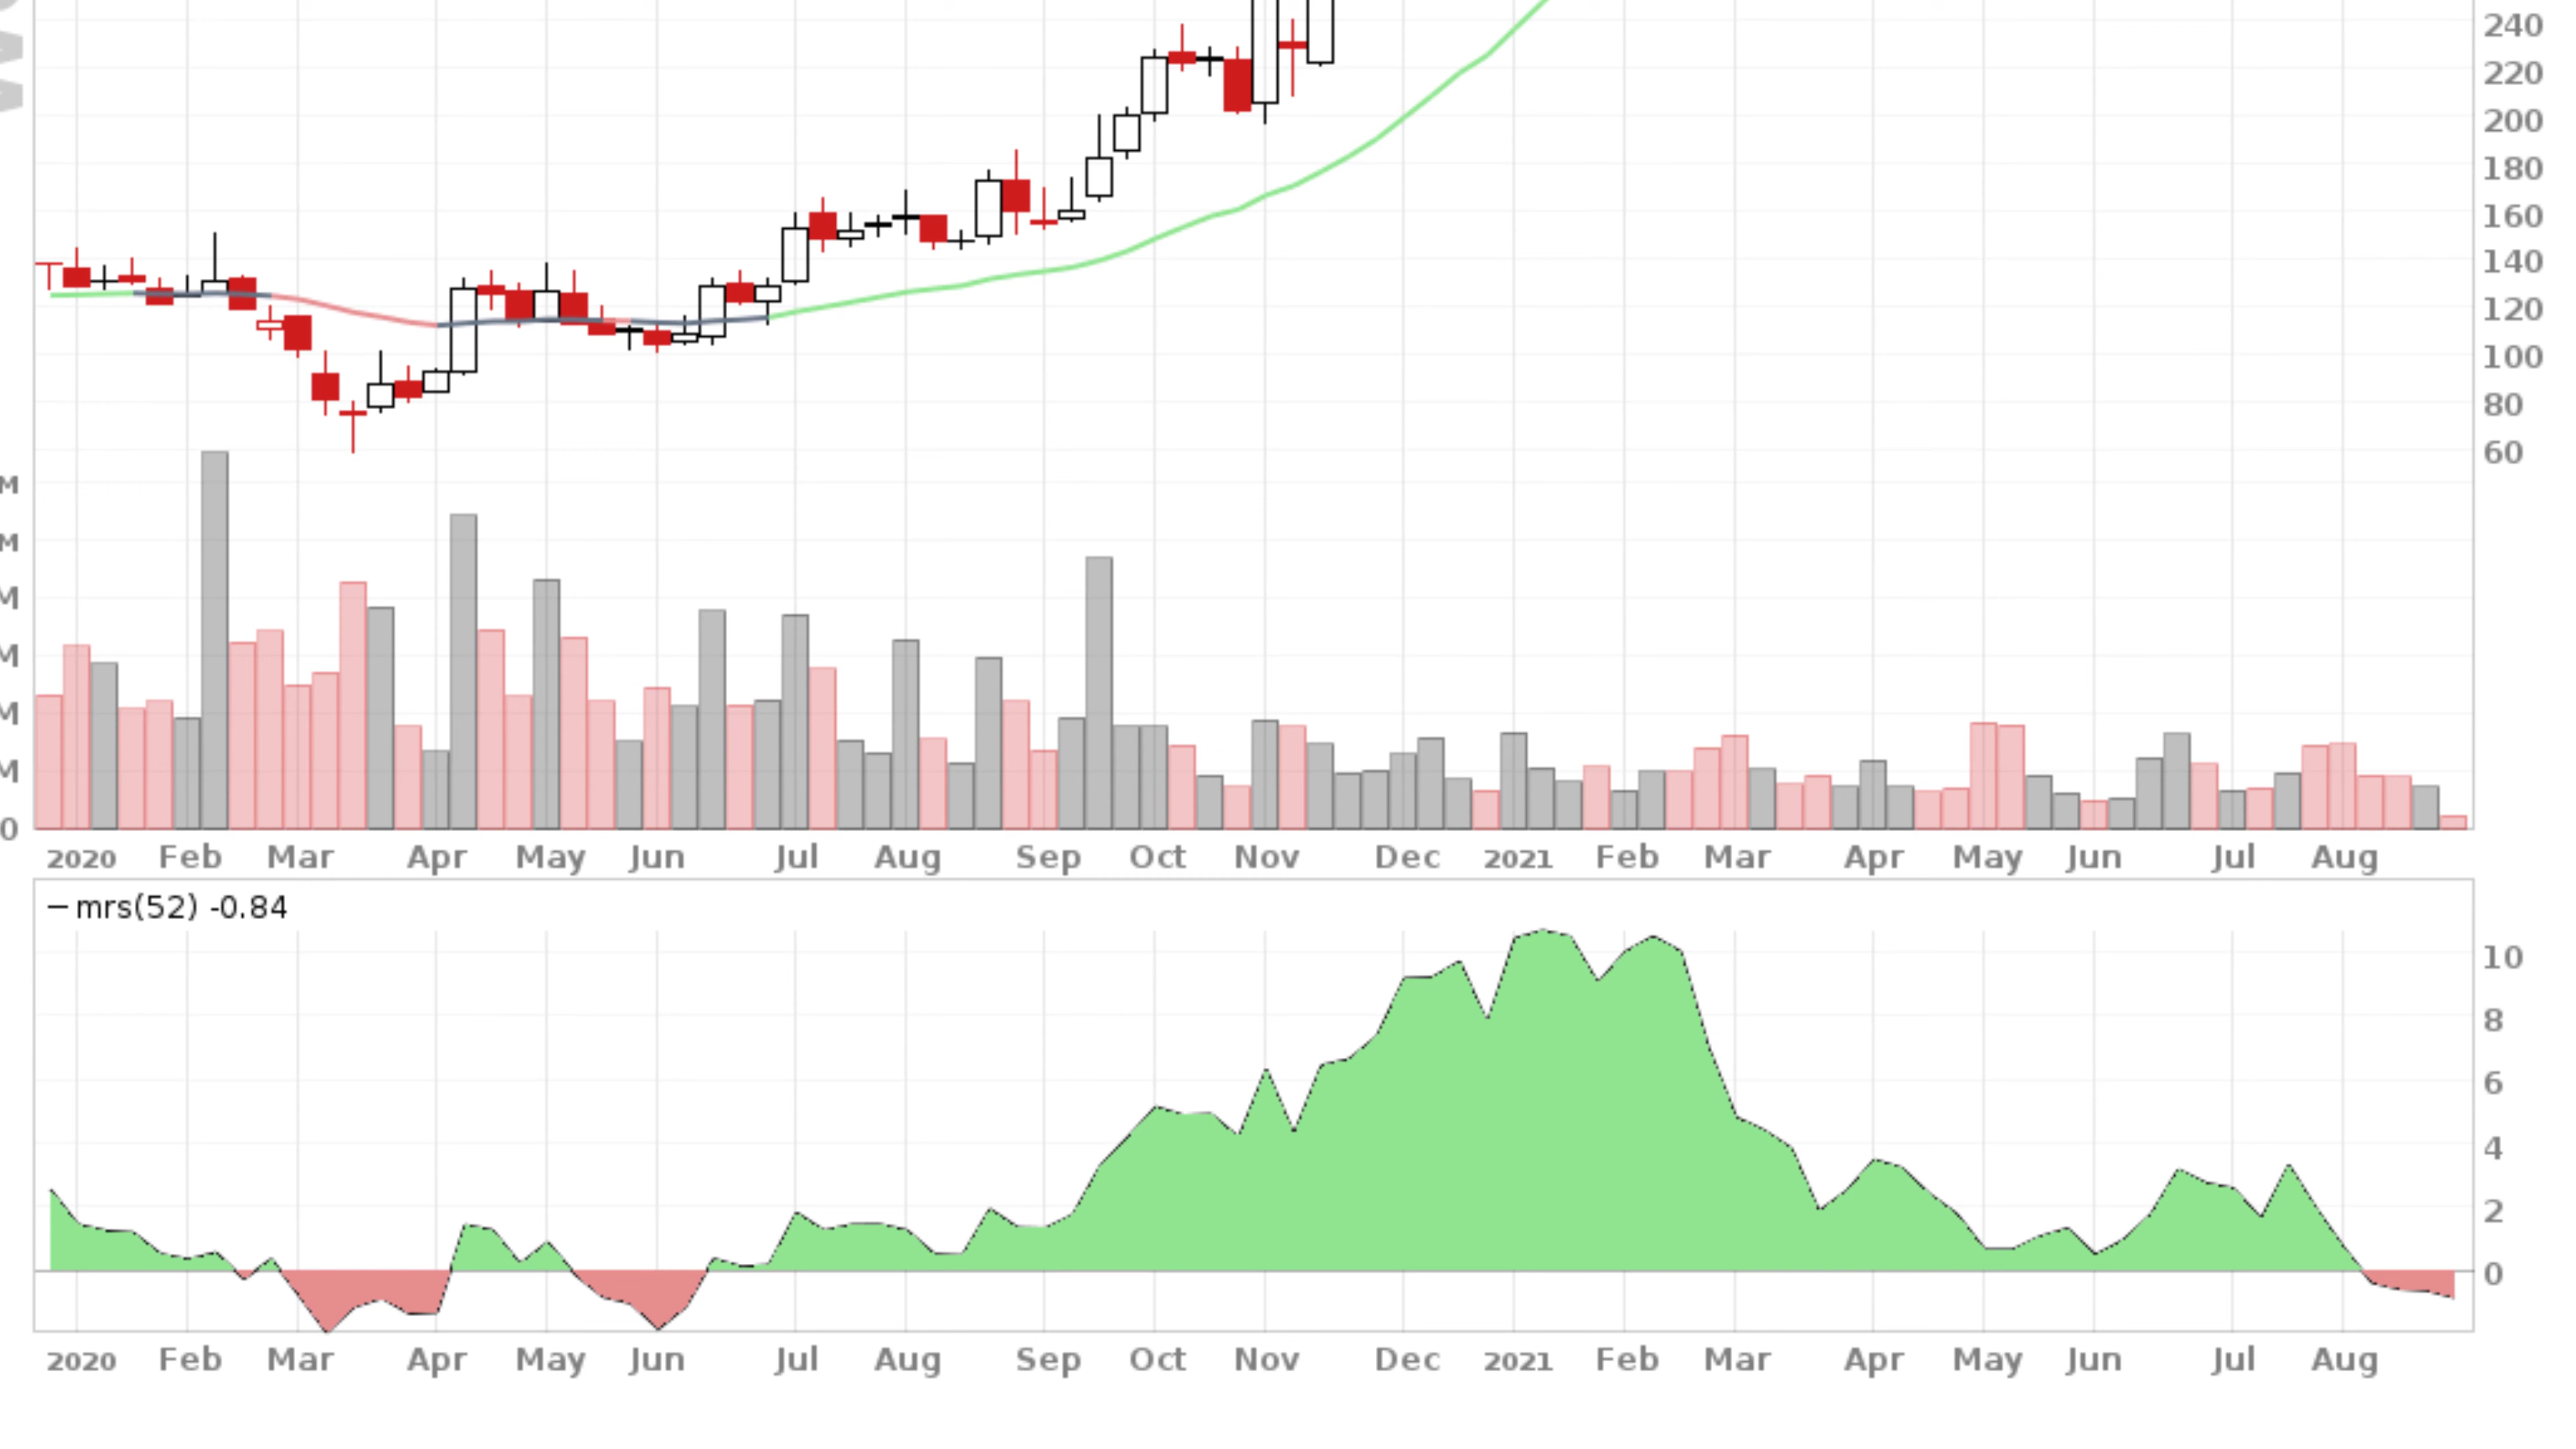 240
220
200
180
160
140
120
100
80
60
M
M
M
M
M
M
0
2020 Feb Mar Apr May Jun Jul Aug Sep Oct Nov Dec 2021 Feb Mar Apr May Jun Jul Aug
mrs(52) -0.84
10
8
6
4
2
0
2020 Feb Mar Apr May Jun Jul Aug Sep Oct Nov Dec 2021 Feb Mar Apr May Jun Jul Aug